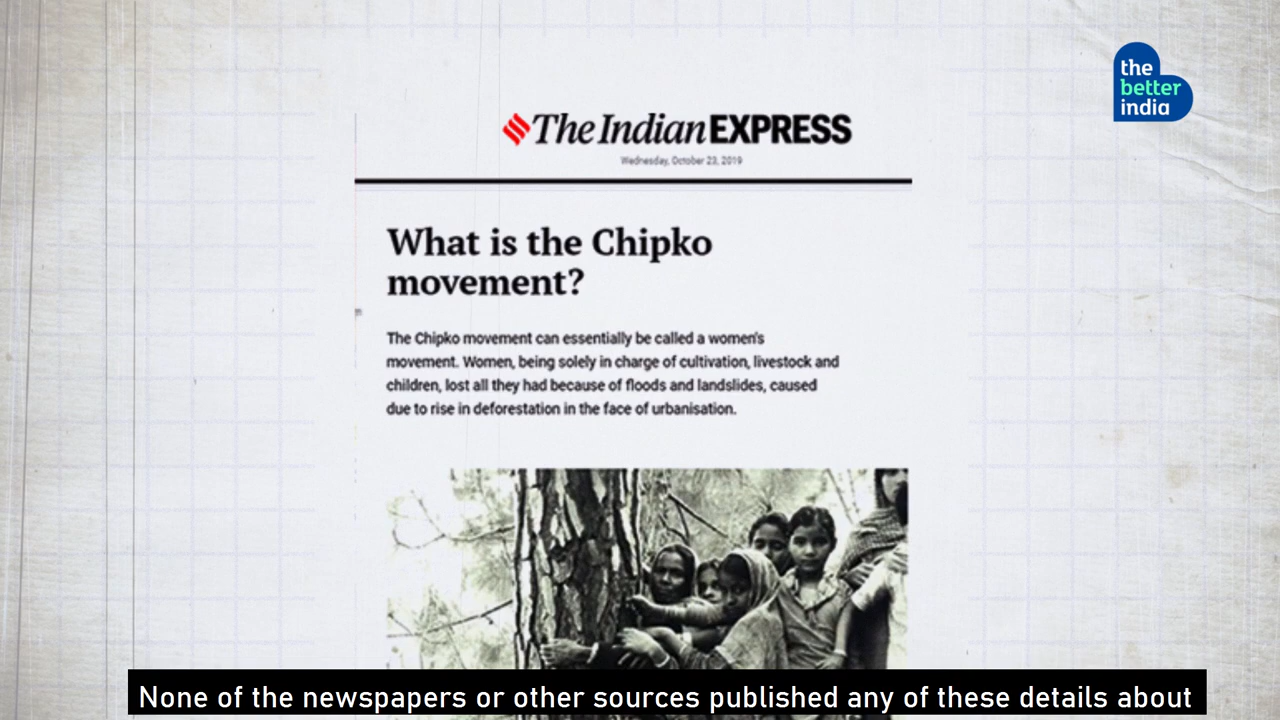 the
better
india
The Indian EXPRESS
Wednesday, October 23, 2019
What is the Chipko
movement?
The Chipko movement can essentially be called a women's
movement. Women, being solely in charge of cultivation, livestock and
children, lost all they had because of floods and landslides, caused
due to rise in deforestation in the face of urbanisation.
None of the newspapers or other sources published any of these details about